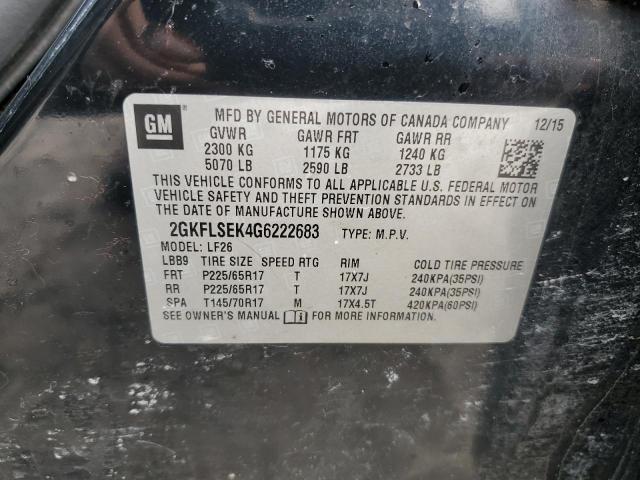 GM ®
MFD BY GENERAL MOTORS OF CANADA COMPANY 12/15
GVWR GAWR FRT GAWR RR
2300 KG 1175 KG 1240 KG
5070 LB 2590 LB 2733 LB
THIS VEHICLE CONFORMS TO ALL APPLICABLE U.S. FEDERAL MOTOR
VEHICLE SAFETY AND THEFT PREVENTION STANDARDS IN EFFECT ON THE
DATE OF MANUFACTURE SHOWN ABOVE.
2GKFLSEK4G6222683 TYPE: M.P.V.
MODEL: LF26
LBB9 TIRE SIZE SPEED RTG RIM COLD TIRE PRESSURE
FRT P225/65R17 T 17X7J 240KPA(35PSI)
RR P225/65R17 T 17X7J 240KPA(35PSI)
SPA T145/70R17 M 17X4.5T 420KPA(60PSI)
SEE OWNER'S MANUAL i FOR MORE INFORMATION.